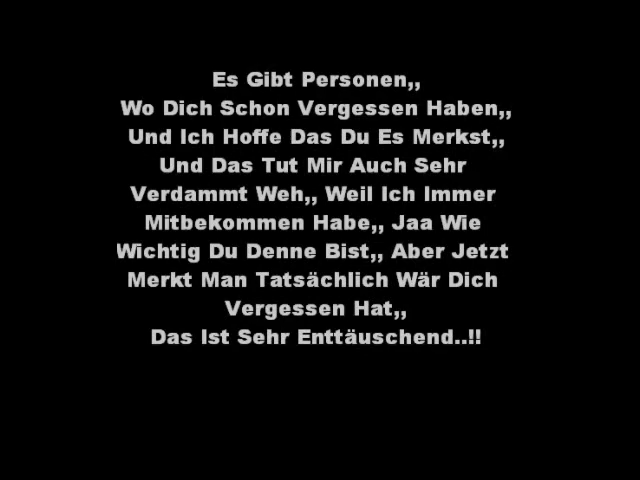 Es Gibt Personen,,
Wo Dich Schon Vergessen Haben,,
Und Ich Hoffe Das Du Es Merkst,,
Und Das Tut Mir Auch Sehr
Verdammt Weh,, Weil Ich Immer
Mitbekommen Habe,, Jaa Wie
Wichtig Du Denne Bist,, Aber Jetzt
Merkt Man Tatsächlich Wär Dich
Vergessen Hat,,
Das Ist Sehr Enttäuschend..!!